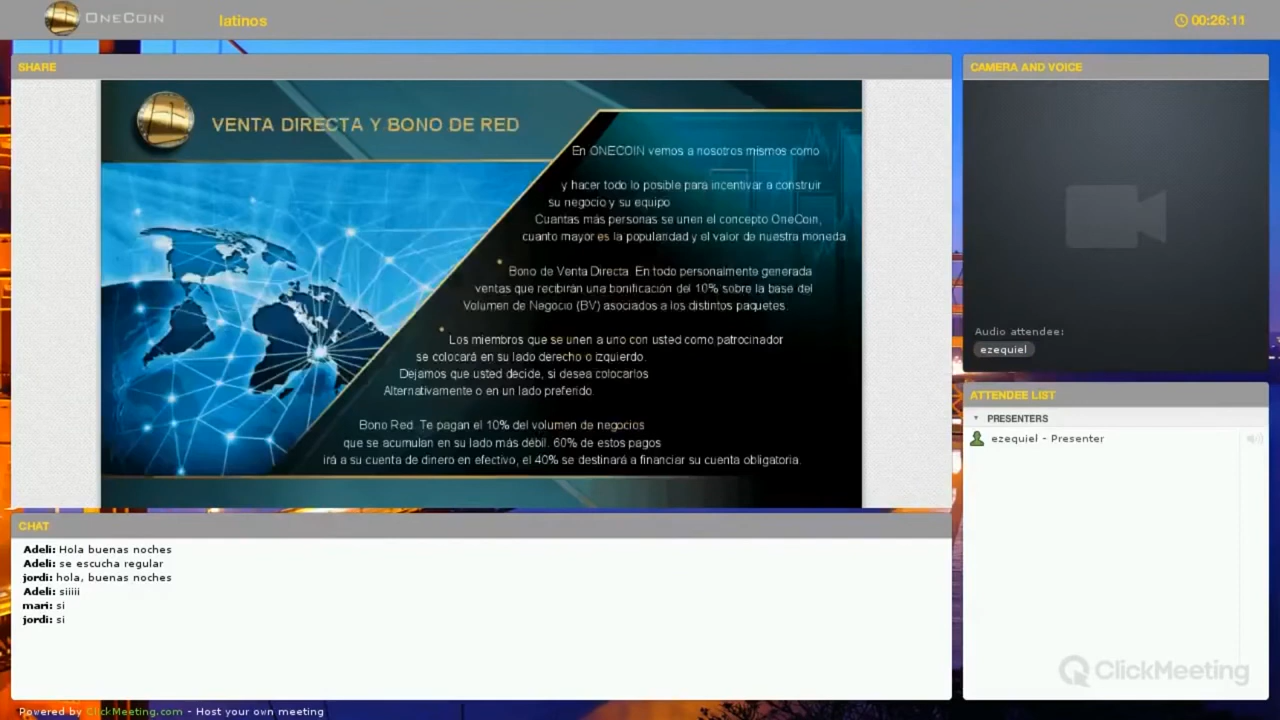 ONECOIN
latinos
00:26:11
SHARE
VENTA DIRECTA Y BONO DE RED
En ONECOIN vemos a nosotros mismos como
y hacer todo lo posible para incentivar a construir
su negocio y su equipo
Cuantas más personas se unen el concepto OneCoin,
cuanto mayor es la popularidad y el valor de nuestra moneda
Bono de Venta Directa En todo personalmente generada
ventas que recibirán una bonificación del 10% sobre la base del
Volumen de Negocio (BV) asociados a los distintos paquetes.
Los miembros que se unen a uno con usted como patrocinador
se colocará en su lado derecho o izquierdo.
Dejamos que usted decide, si desea colocarlos
Alternativamente o en un lado preferido.
Bono Red. Te pagan el 10% del volumen de negocios
que se acumulan en su lado más débil. 60% de estos pagos
irá a su cuenta de dinero en efectivo, el 40% se destinará a financiar su cuenta obligatoria.
CAMERA AND VOICE
Audio attendee:
ezequiel
ATTENDEE LIST
PRESENTERS
ezequiel - Presenter
CHAT
Adeli: Hola buenas noches
Adeli: se escucha regular
jordi: hola, buenas noches
Adeli: siiiii
mari: si
jordi: si
ClickMeeting
Powered by ClickMeeting.com - Host your own meeting